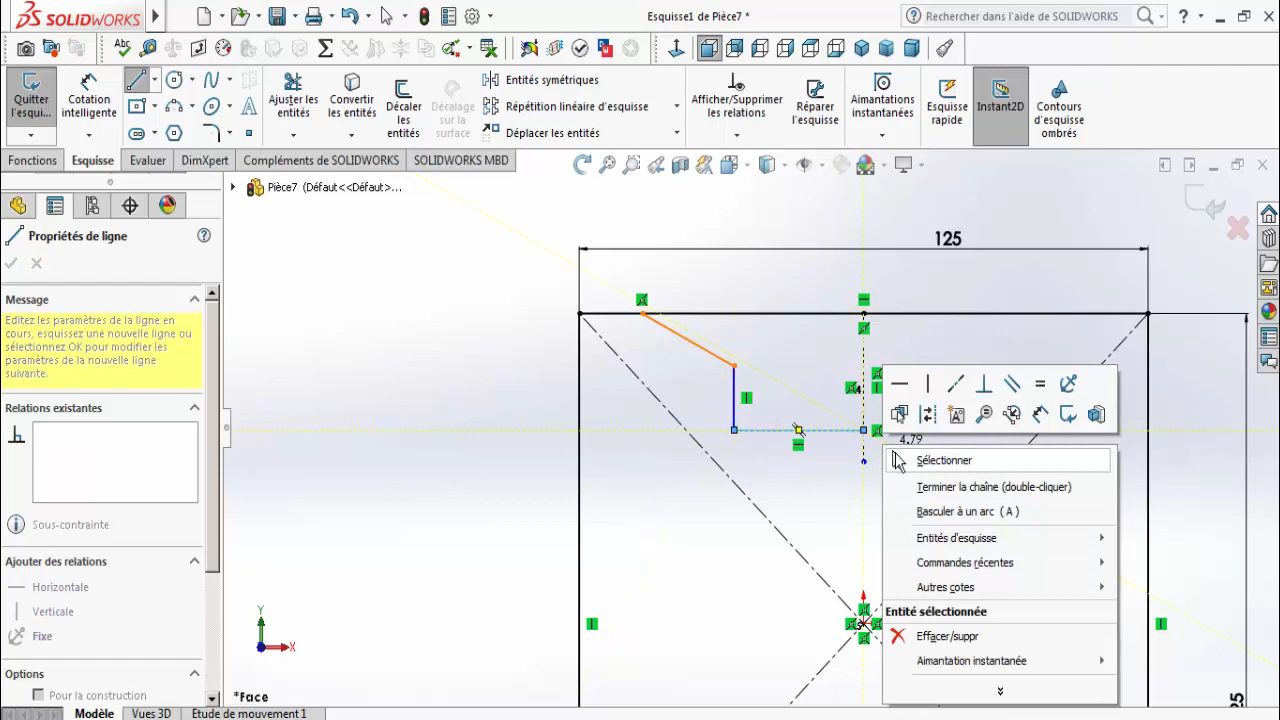 SOLIDWORKS
Esquisse1 de Pièce7 *
Rechercher dans l'aide de SOLIDWORKS
?
Quitter l'esqui...
Cotation intelligente
Ajuster les entités
Convertir les entités
Décaler les entités
Décalage sur la surface
Entités symétriques
Répétition linéaire d'esquisse
Déplacer les entités
Afficher/Supprimer les relations
Réparer l'esquisse
Aimantations instantanées
Esquisse rapide
Instant2D
Contours d'esquisse ombrés
Fonctions
Esquisse
Evaluer
DimXpert
Compléments de SOLIDWORKS
SOLIDWORKS MBD
Pièce7 (Défaut<<Défaut>...
Propriétés de ligne
Message
Editez les paramètres de la ligne en
cours, esquissez une nouvelle ligne ou
sélectionnez OK pour modifier les
paramètres de la nouvelle ligne
suivante.
Relations existantes
Sous-contrainte
Ajouter des relations
Horizontale
Verticale
Fixe
Options
Pour la construction
125
4.79
Sélectionner
Terminer la chaîne (double-cliquer)
Basculer à un arc ( A )
Entités d'esquisse
Commandes récentes
Autres cotes
Entité sélectionnée
Effacer/suppr
Aimantation instantanée
Y
X
*Face
Modèle
Vues 3D
Etude de mouvement 1